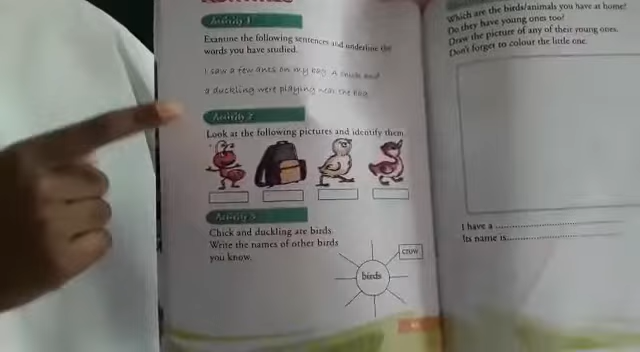 Activity 1
Examine the following sentences and underline the
words you have studied.
I saw a few ants on my bag. A chick and
a duckling were playing near the bag.
Activity 2
Look at the following pictures and identify them.
Activity 3
Chick and duckling are birds.
Write the names of other birds
you know.
crow
birds
Which are the birds/animals you have at home?
Do they have young ones too?
Draw the picture of any of their young ones.
Don't forget to colour the little one.
I have a
Its name is